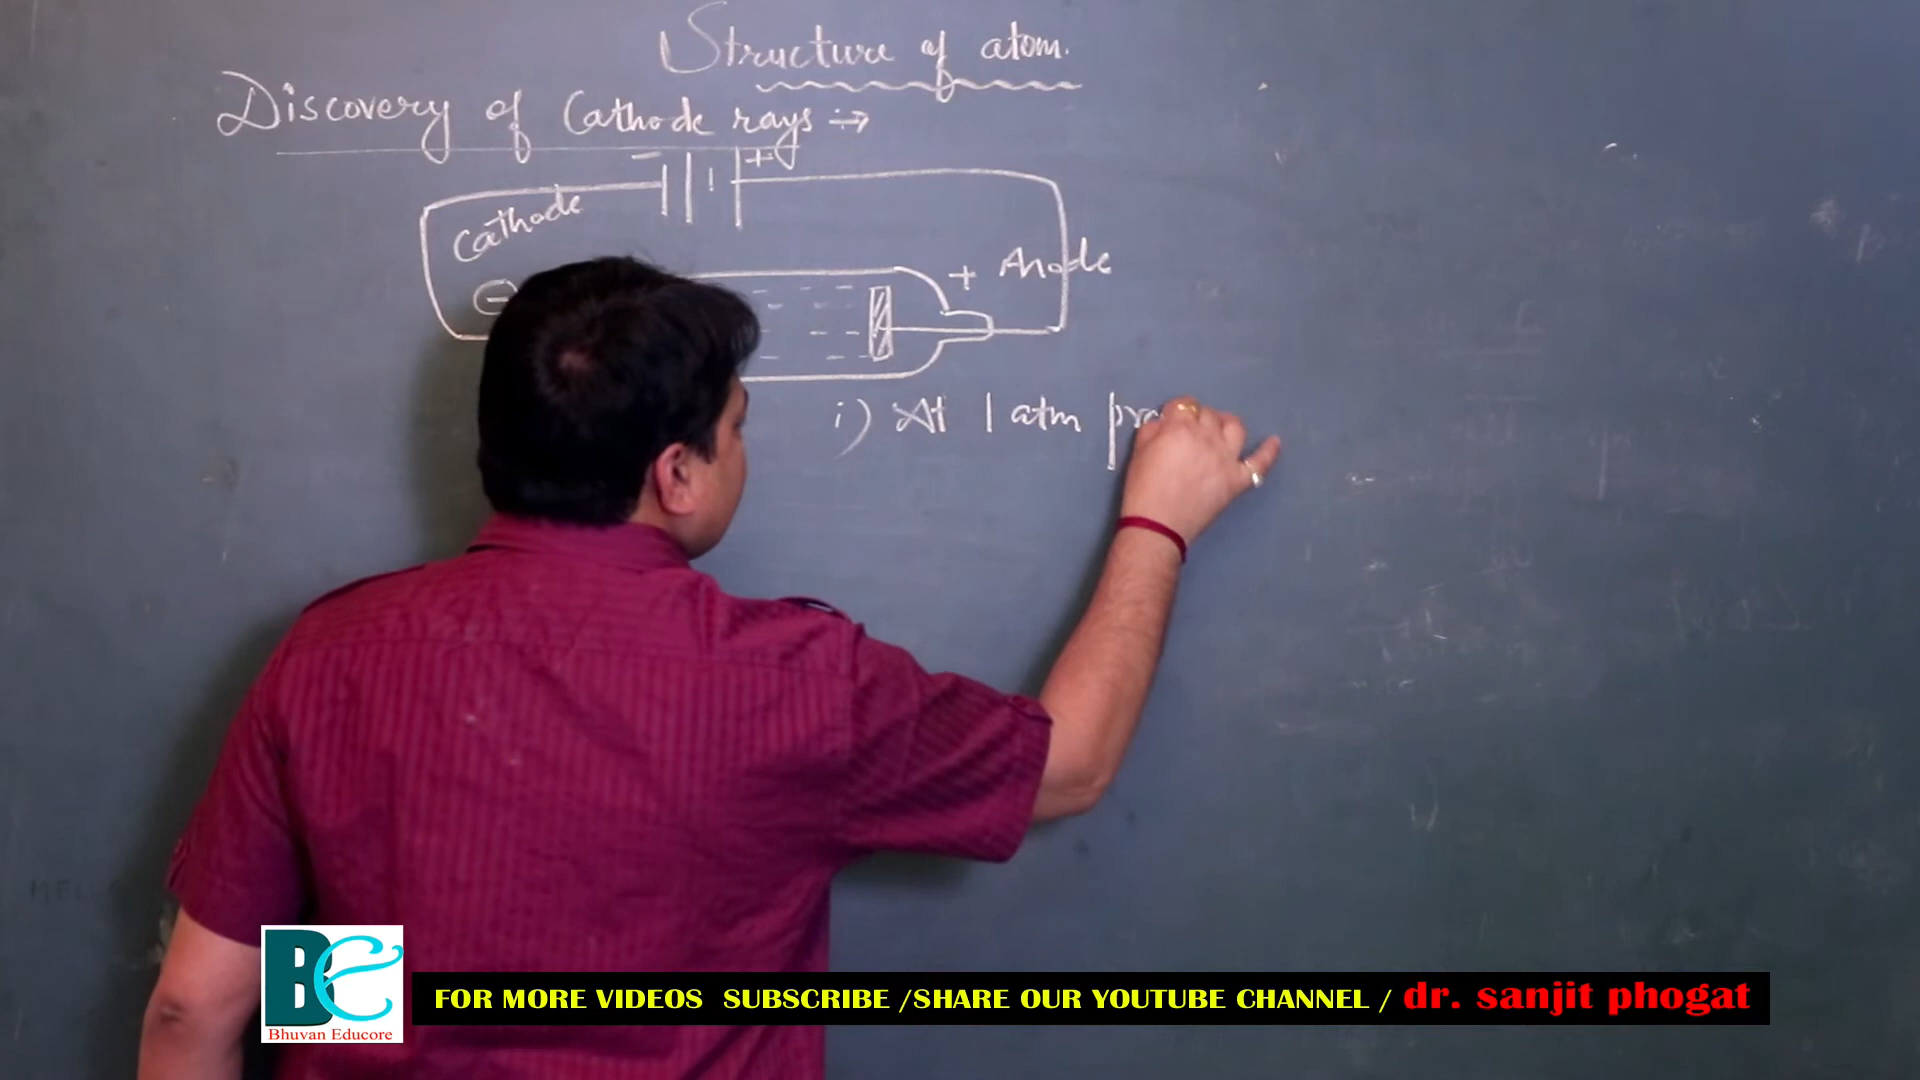 Structure of atom.
Discovery of Cathode rays →
− +
Cathode
+ Anode
−
i) At 1 atm
BE
Bhuvan Educore
FOR MORE VIDEOS SUBSCRIBE /SHARE OUR YOUTUBE CHANNEL / dr. sanjit phogat